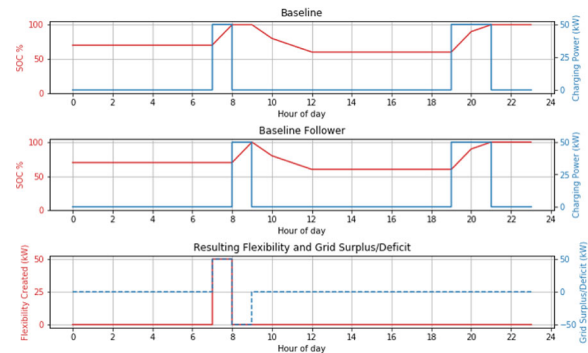 Baseline
SOC %
100
50
0
Charging Power (kW)
50
25
0
0 2 4 6 8 10 12 14 16 18 20 22 24
Hour of day
Baseline Follower
SOC %
100
50
0
Charging Power (kW)
50
25
0
0 2 4 6 8 10 12 14 16 18 20 22 24
Hour of day
Resulting Flexibility and Grid Surplus/Deficit
Flexibility Created (kW)
50
25
0
Grid Surplus/Deficit (kW)
50
0
−50
0 2 4 6 8 10 12 14 16 18 20 22 24
Hour of day